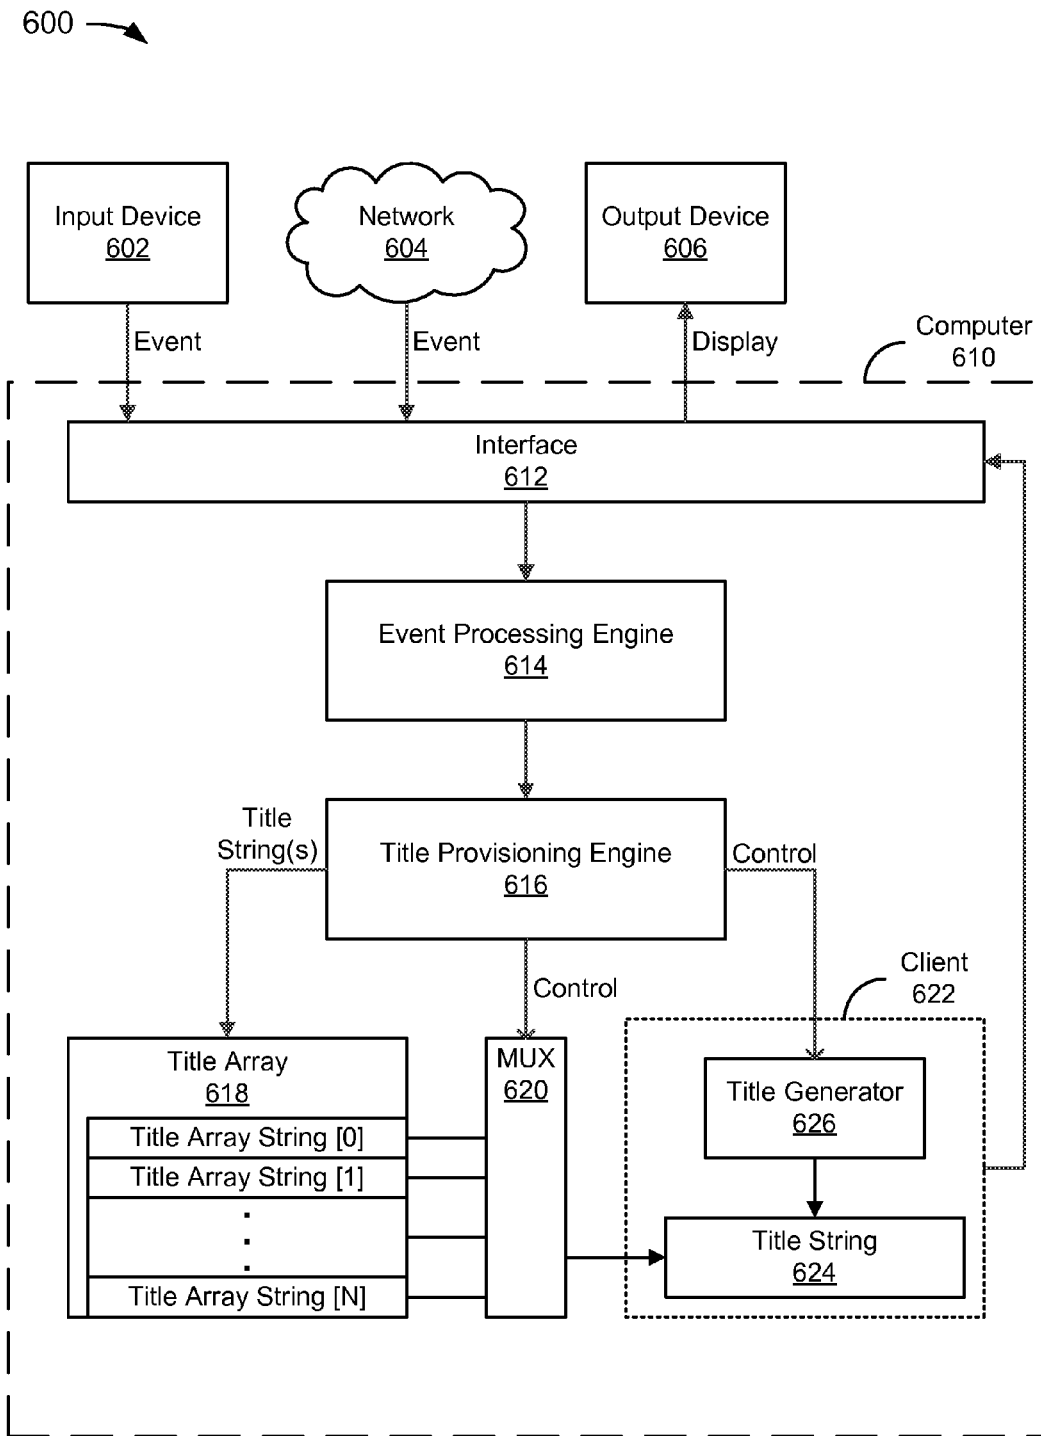 600
Input Device
602
Network
604
Output Device
606
Event
Event
Display
Computer
610
Interface
612
Event Processing Engine
614
Title
String(s)
Title Provisioning Engine
616
Control
Control
Client
622
Title Array
618
MUX
620
Title Generator
626
Title Array String [0]
Title Array String [1]
Title String
624
Title Array String [N]